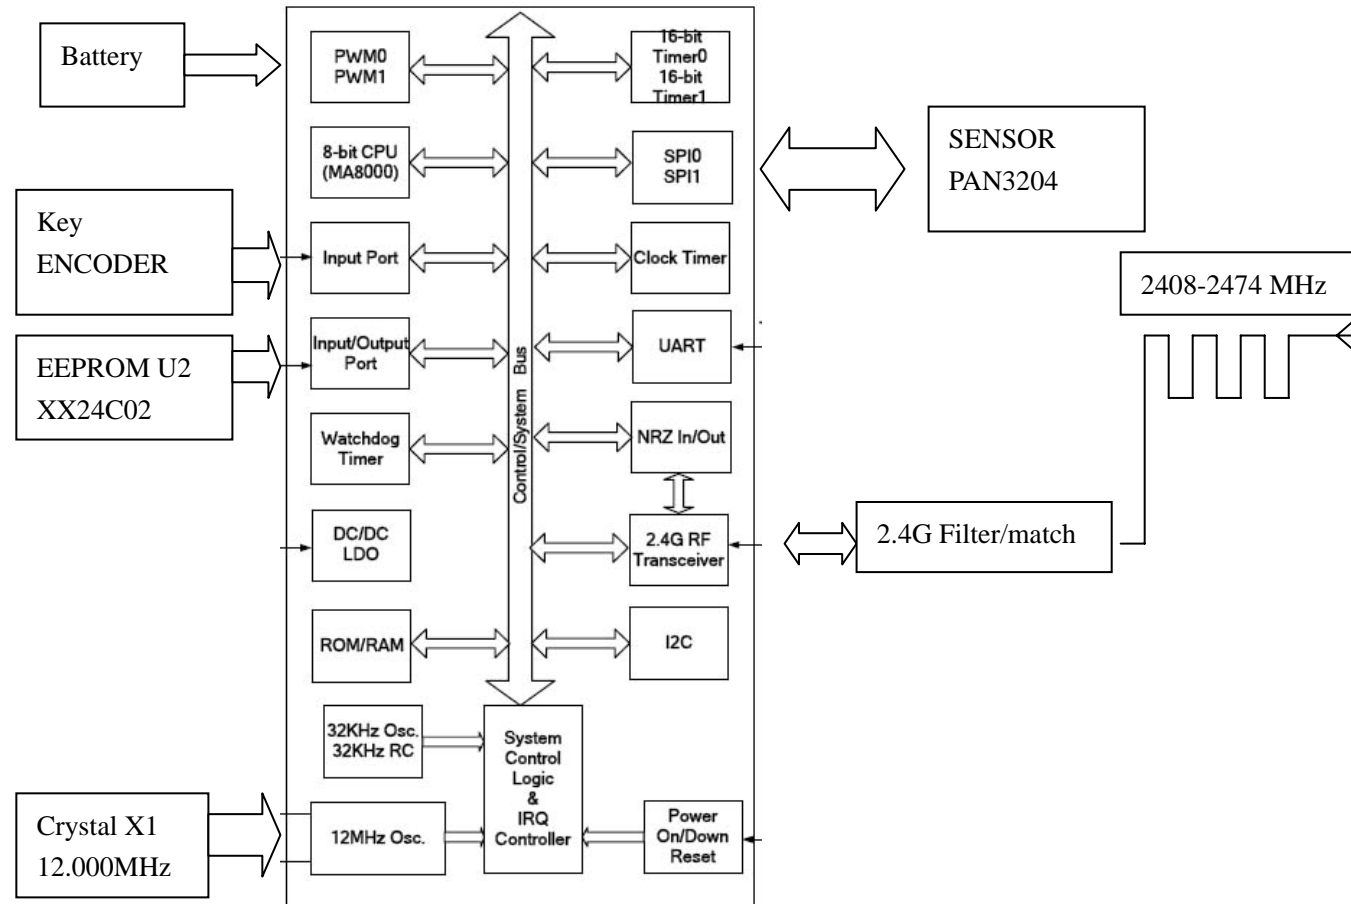 Battery
PWM0
PWM1
16-bit
Timer0
16-bit
Timer1
8-bit CPU
(MA8000)
SPI0
SPI1
SENSOR
PAN3204
Key
ENCODER
Input Port
Clock Timer
2408-2474 MHz
EEPROM U2
XX24C02
Input/Output
Port
UART
Control/System Bus
Watchdog
Timer
NRZ In/Out
DC/DC
LDO
2.4G RF
Transceiver
2.4G Filter/match
ROM/RAM
I2C
32KHz Osc.
32KHz RC
System
Control
Logic
&
IRQ
Controller
Crystal X1
12.000MHz
12MHz Osc.
Power
On/Down
Reset